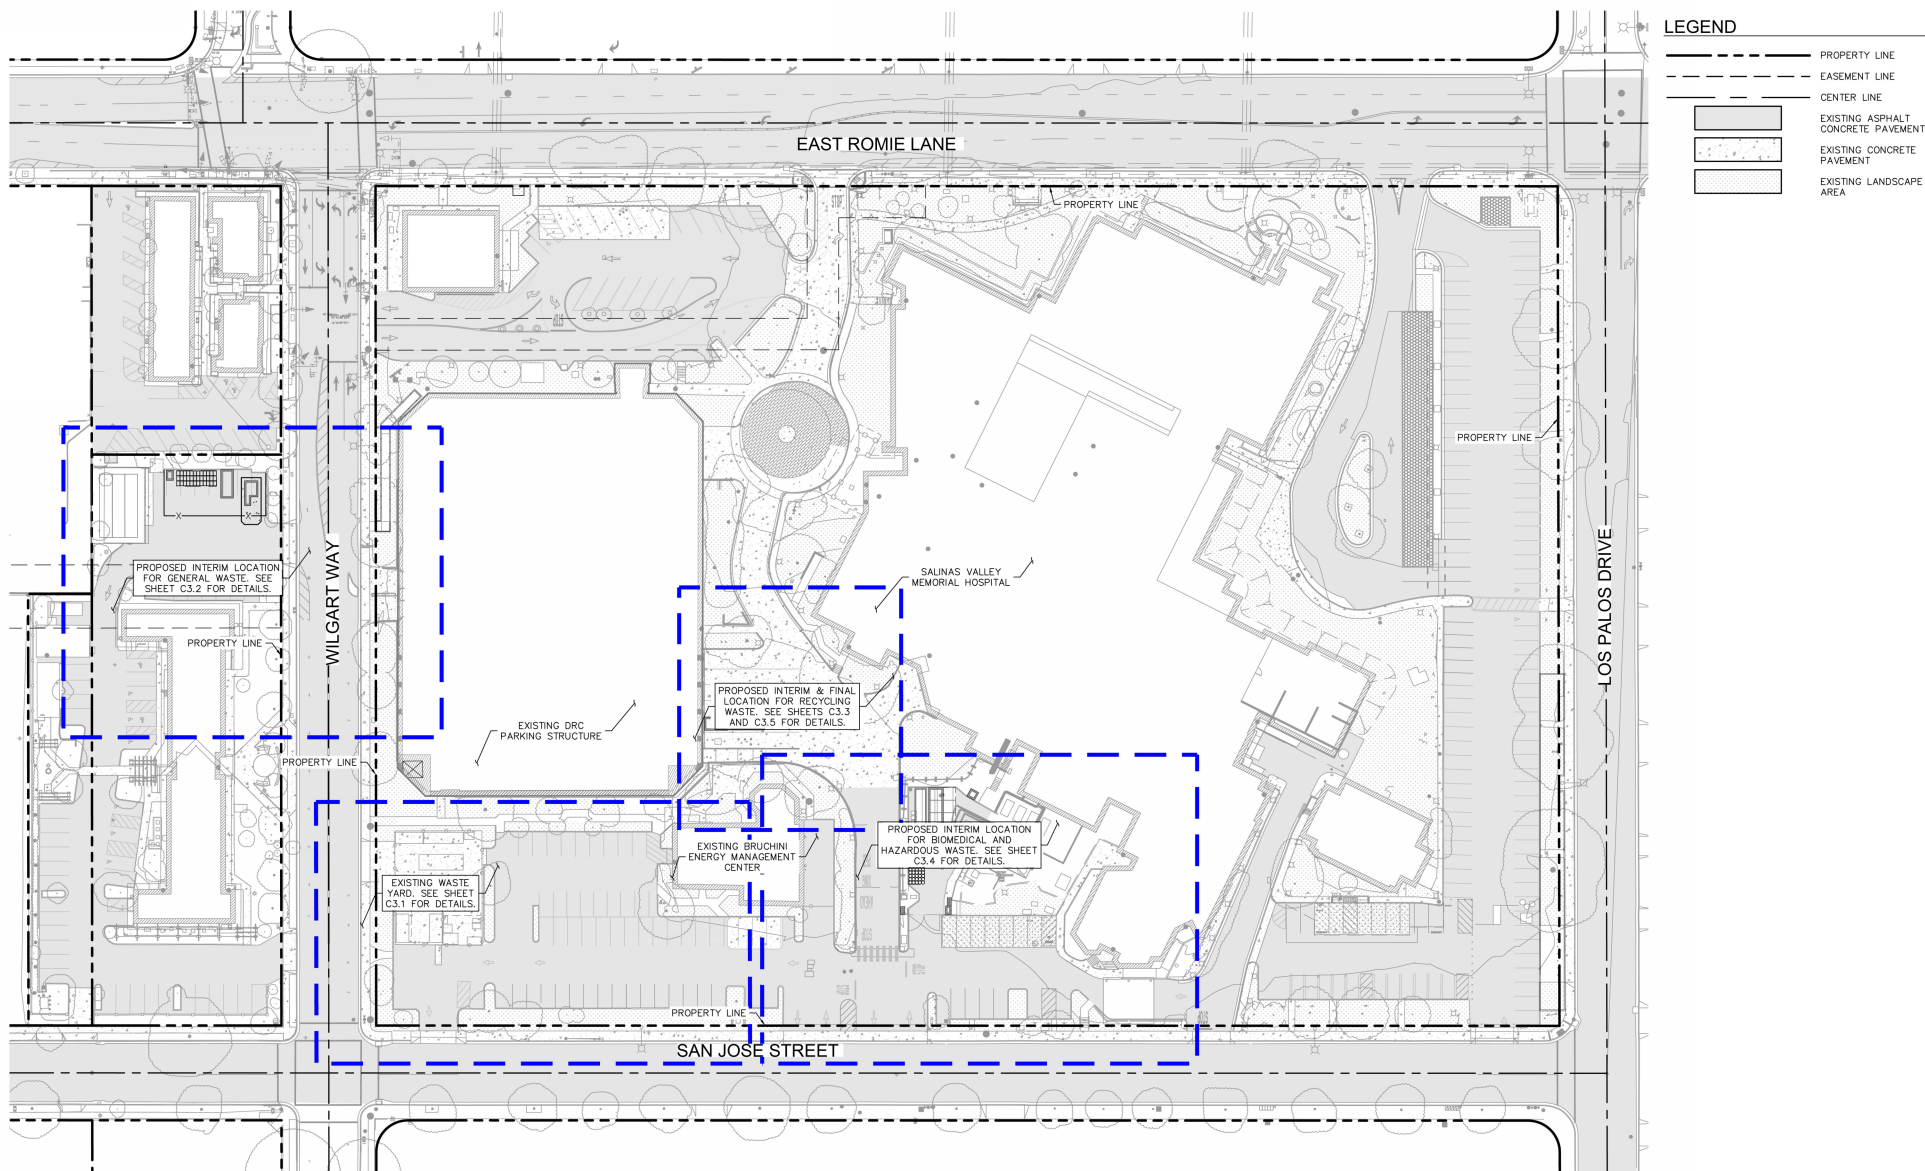 LEGEND
PROPERTY LINE
EASEMENT LINE
CENTER LINE
EXISTING ASPHALT
CONCRETE PAVEMENT
EXISTING CONCRETE
PAVEMENT
EXISTING LANDSCAPE
AREA
EAST ROMIE LANE
STOP
PROPERTY LINE
PROPERTY LINE
X
X
PROPOSED INTERIM LOCATION
FOR GENERAL WASTE. SEE
SHEET C3.2 FOR DETAILS.
WILGART WAY
PROPERTY LINE
SALINAS VALLEY
MEMORIAL HOSPITAL
LOS PALOS DRIVE
PROPOSED INTERIM & FINAL
LOCATION FOR RECYCLING
WASTE. SEE SHEETS C3.3
AND C3.5 FOR DETAILS.
EXISTING DRC
PARKING STRUCTURE
PROPERTY LINE
PROPOSED INTERIM LOCATION
FOR BIOMEDICAL AND
HAZARDOUS WASTE. SEE SHEET
C3.4 FOR DETAILS.
EXISTING BRUCHINI
ENERGY MANAGEMENT
CENTER
EXISTING WASTE
YARD. SEE SHEET
C3.1 FOR DETAILS.
PROPERTY LINE
SAN JOSE STREET